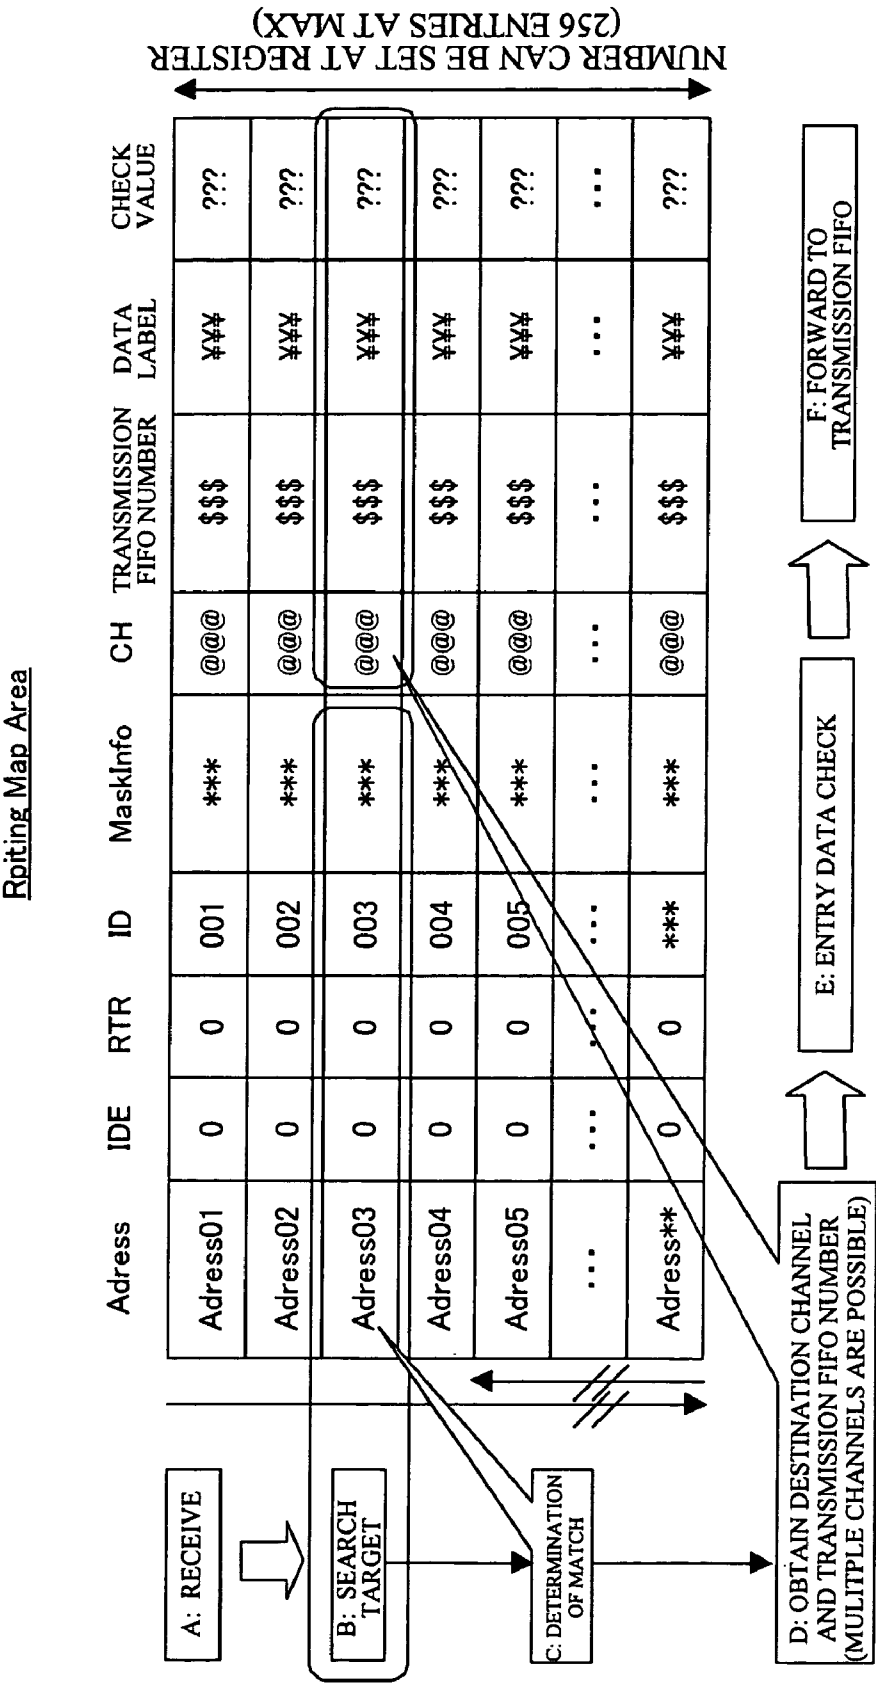 Rpiting Map Area
Adress IDE RTR ID MaskInfo CH TRANSMISSION FIFO NUMBER DATA LABEL CHECK VALUE
Adress01 0 0 001 *** @@@ $$$ ¥¥¥ ???
Adress02 0 0 002 *** @@@ $$$ ¥¥¥ ???
Adress03 0 0 003 *** @@@ $$$ ¥¥¥ ???
Adress04 0 0 004 *** @@@ $$$ ¥¥¥ ???
Adress05 0 0 005 *** @@@ $$$ ¥¥¥ ???
... ... ... ... ... ... ... ... ...
Adress** 0 0 *** *** @@@ $$$ ¥¥¥ ???
NUMBER CAN BE SET AT REGISTER
(256 ENTRIES AT MAX)
A: RECEIVE
B: SEARCH
TARGET
C: DETERMINATION
OF MATCH
D: OBTAIN DESTINATION CHANNEL
AND TRANSMISSION FIFO NUMBER
(MULITPLE CHANNELS ARE POSSIBLE)
E: ENTRY DATA CHECK
F: FORWARD TO
TRANSMISSION FIFO